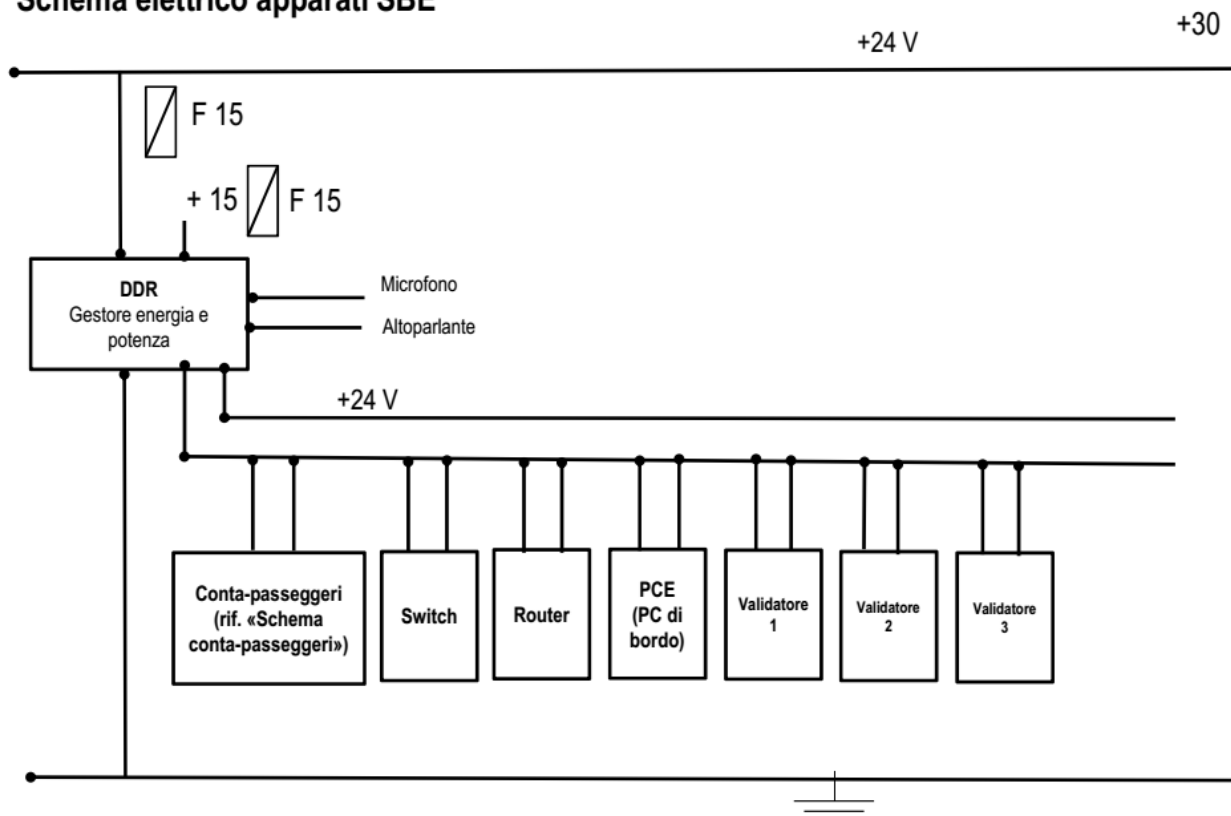 Schema elettrico apparati SBE
+30
+24 V
F 15
+ 15
F 15
DDR
Gestore energia e
potenza
Microfono
Altoparlante
+24 V
Conta-passeggeri
(rif. «Schema
conta-passeggeri»)
Switch
Router
PCE
(PC di
bordo)
Validatore
1
Validatore
2
Validatore
3